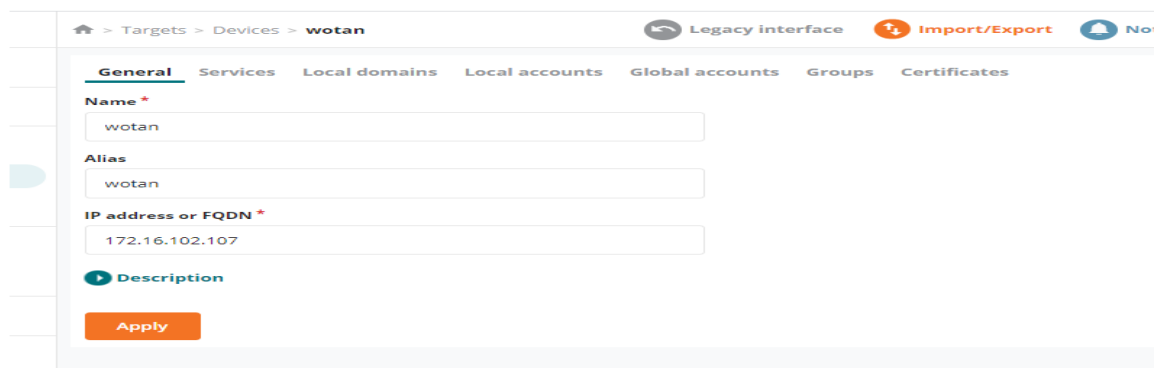 > Targets > Devices > wotan Legacy interface Import/Export
General Services Local domains Local accounts Global accounts Groups Certificates
Name *
wotan
Alias
wotan
IP address or FQDN *
172.16.102.107
Description
Apply